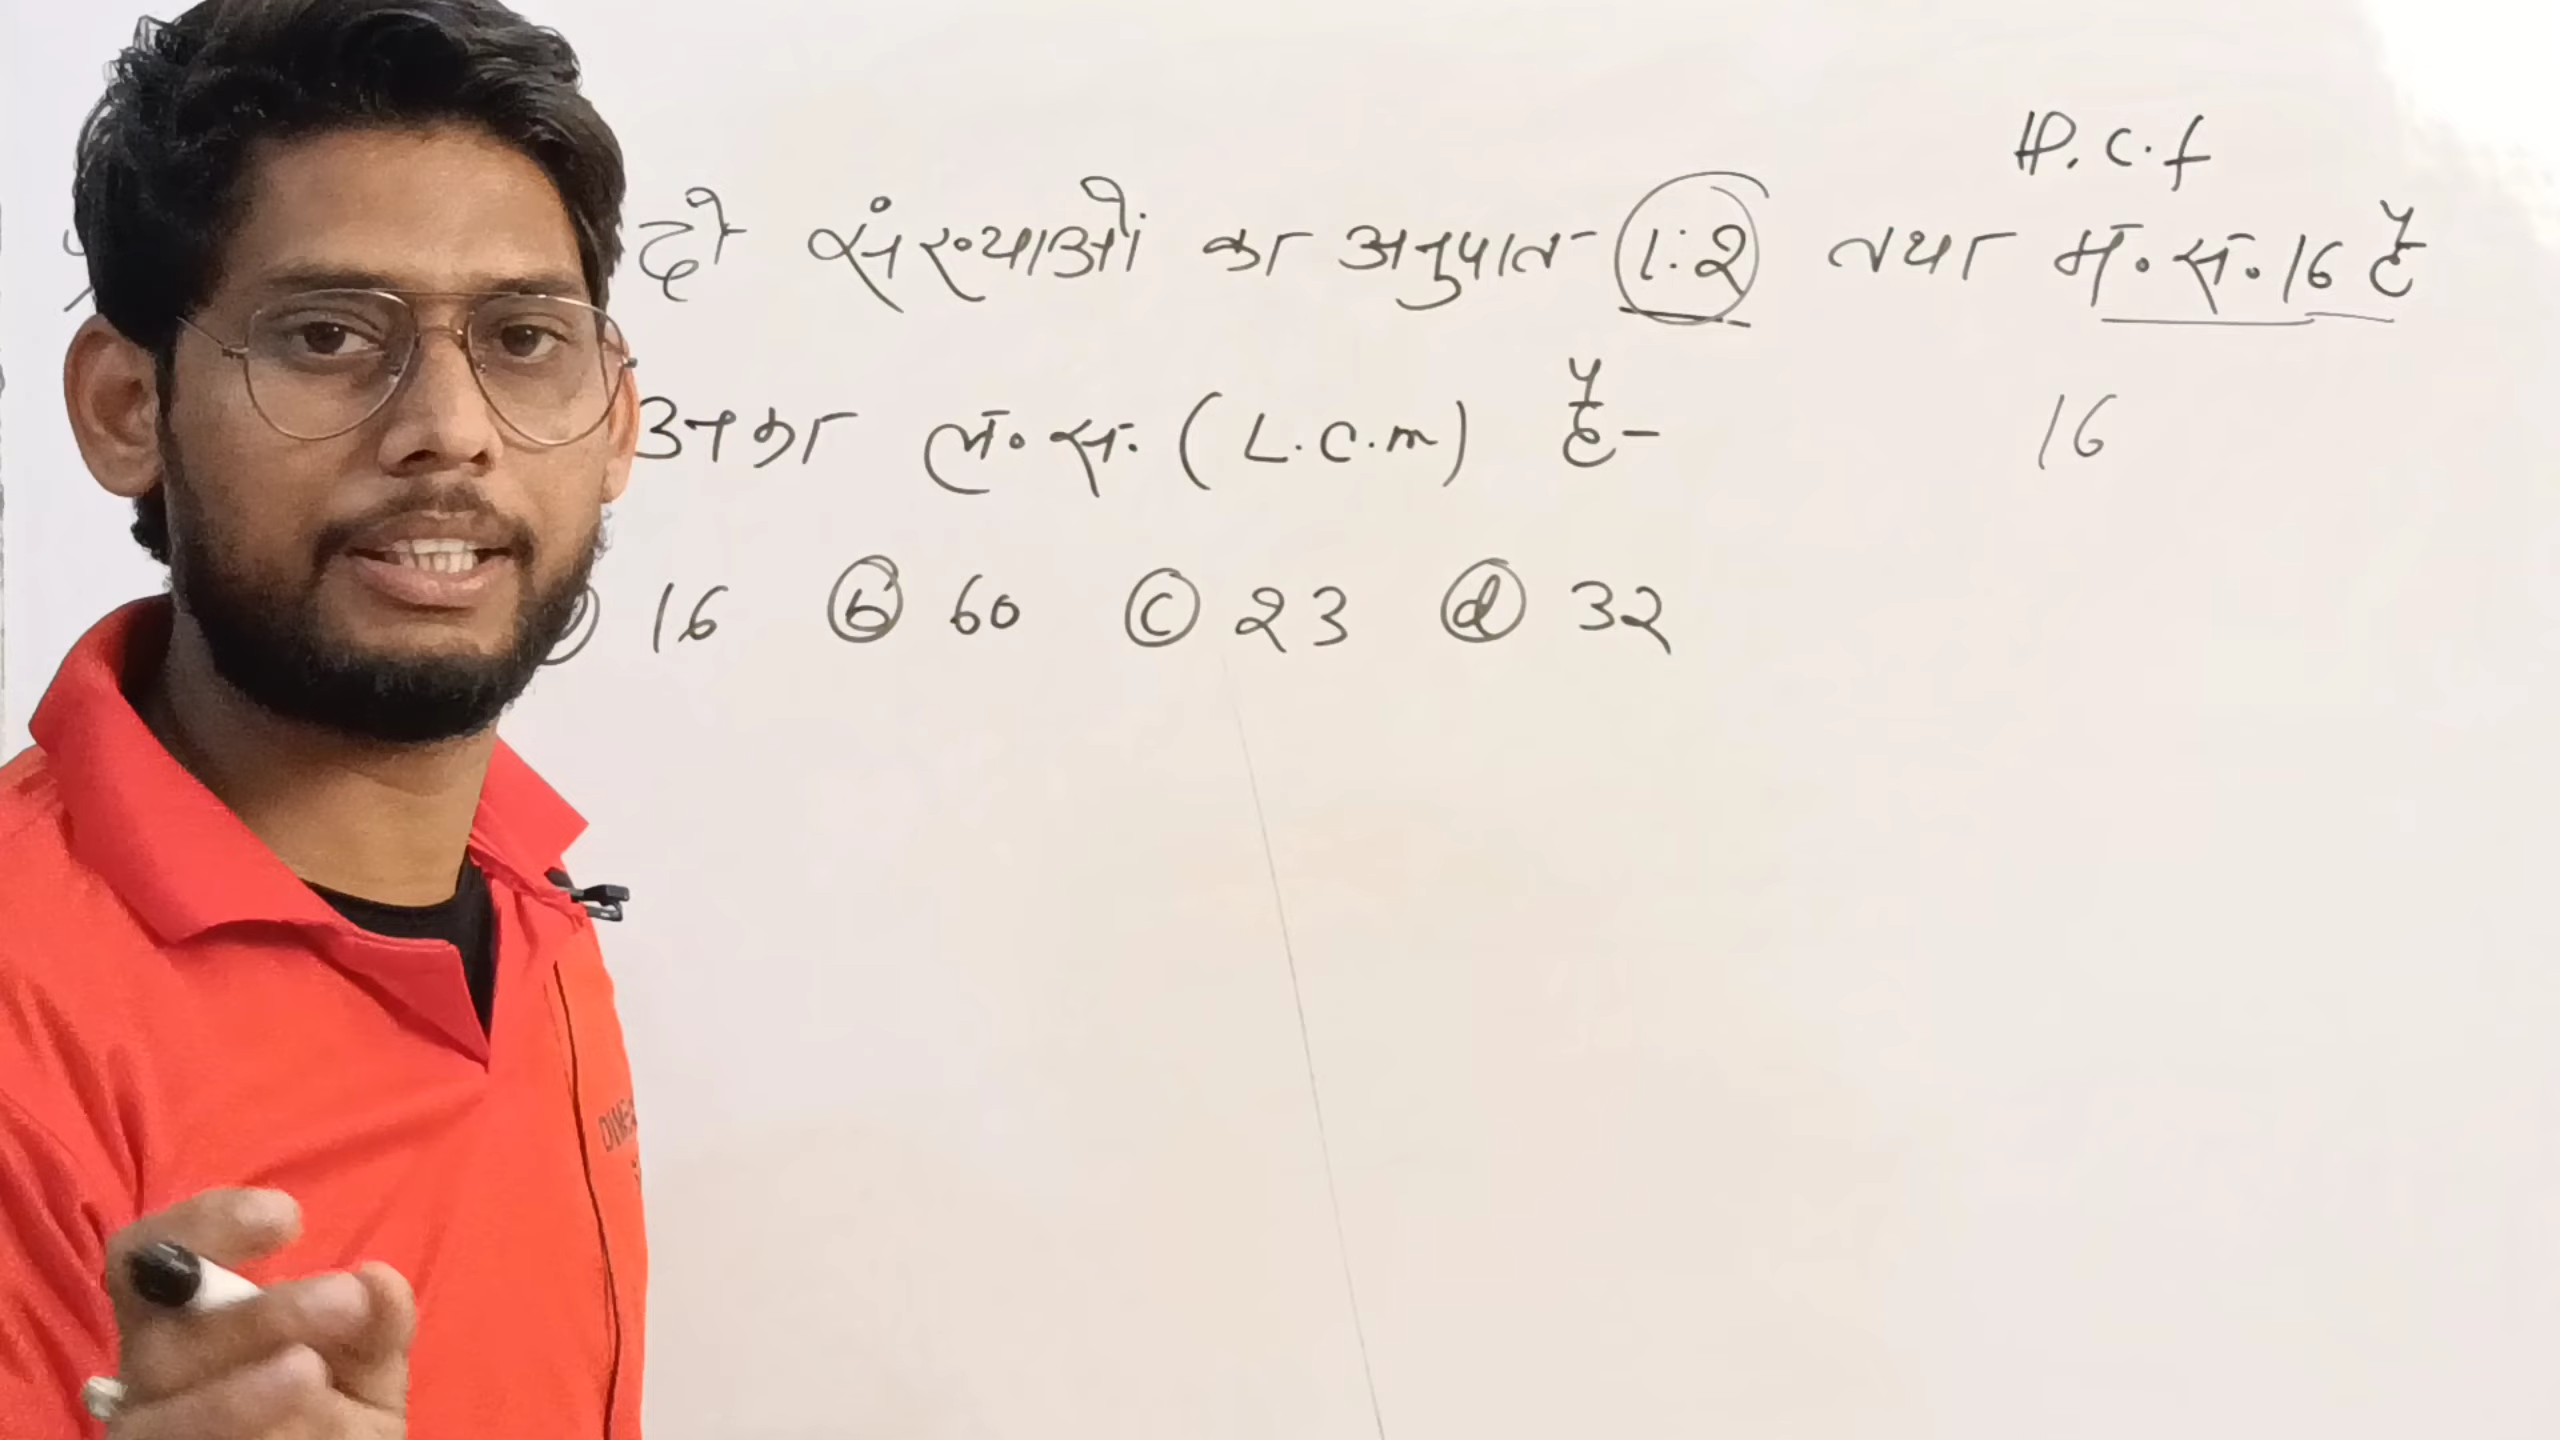 H.C.f
दो संख्याओं का अनुपात 1:2 तथा म॰स॰16 है
उनका ल॰स॰ (L.C.m) है-
16
16 (b) 60 (c) 23 (d) 32